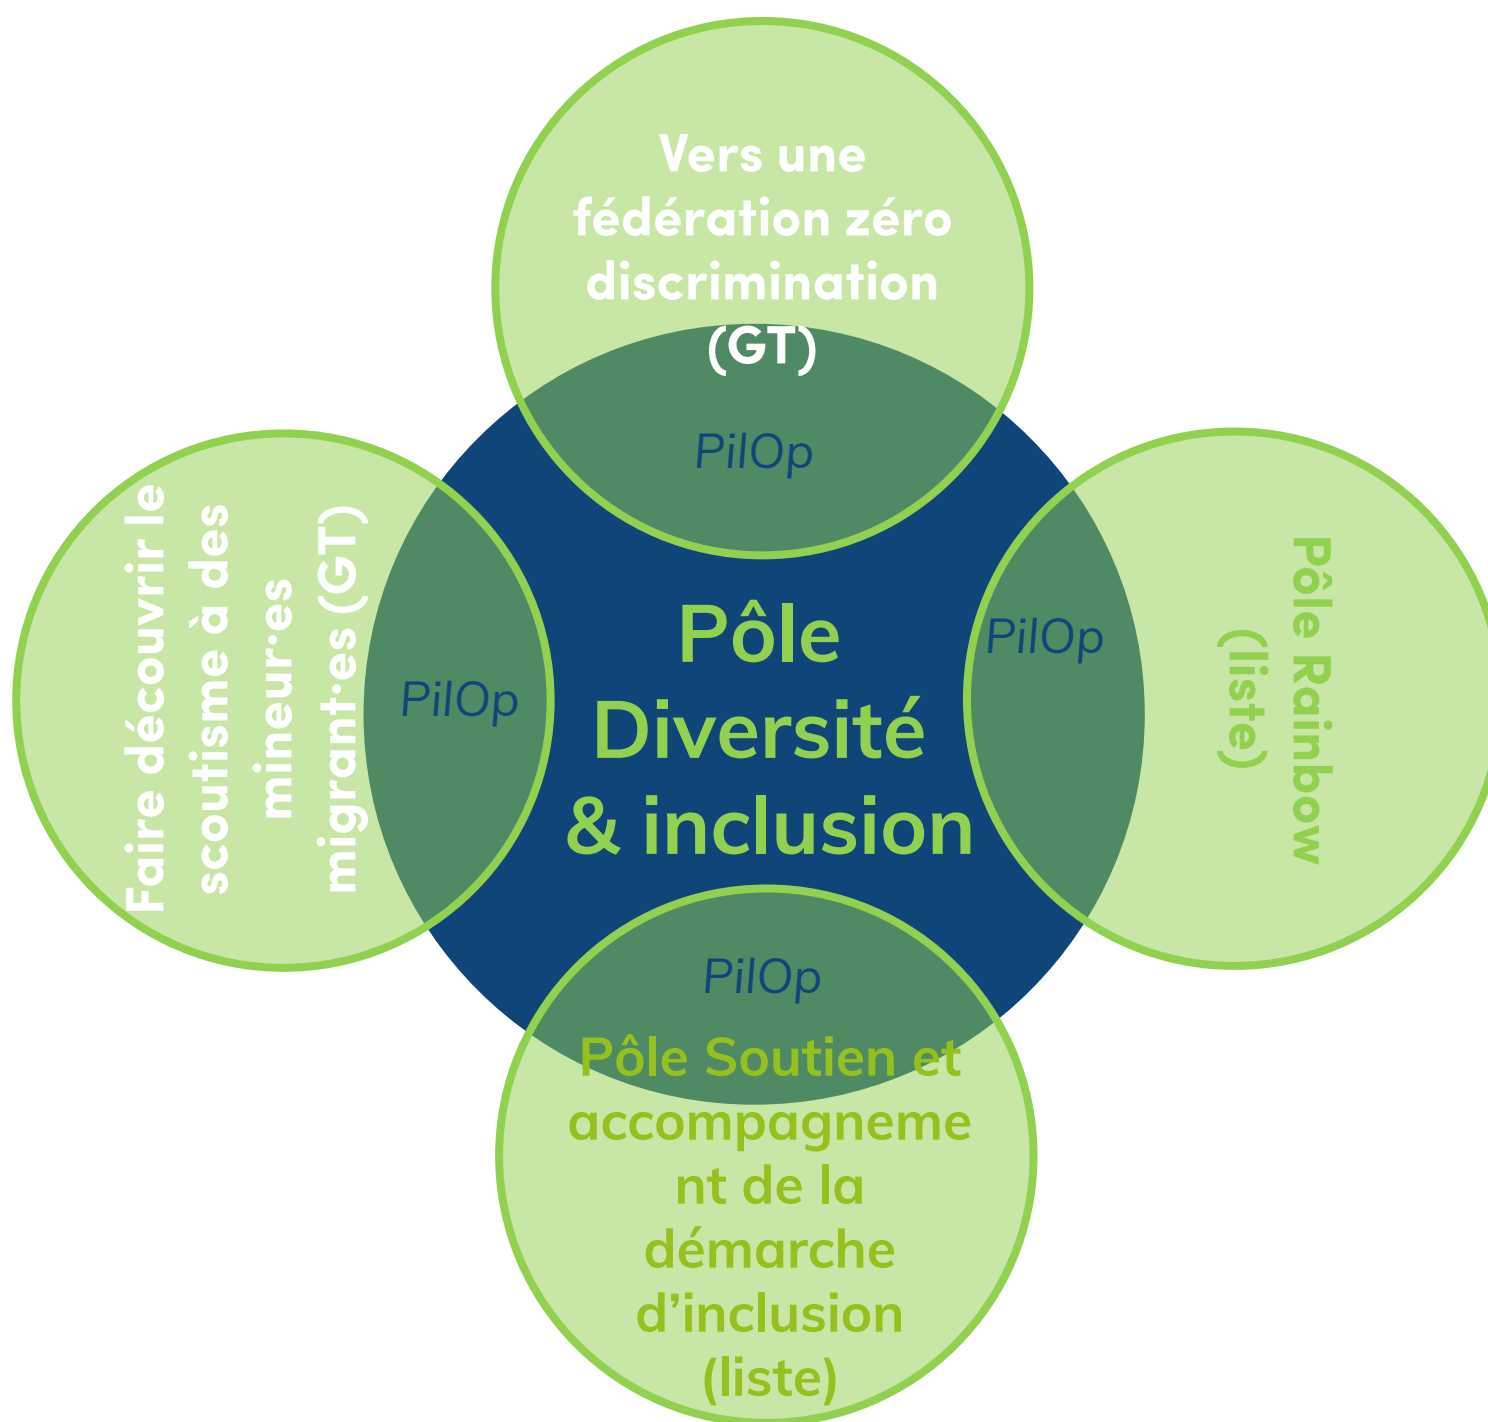 Vers une
fédération zéro
discrimination
(GT)
PilOp
Faire découvrir le
scoutisme à des
mineur·es
migrant·es (GT)
PilOp
Pôle
Diversité
& inclusion
PilOp
Pôle Rainbow
(liste)
PilOp
Pôle Soutien et
accompagneme
nt de la
démarche
d’inclusion
(liste)